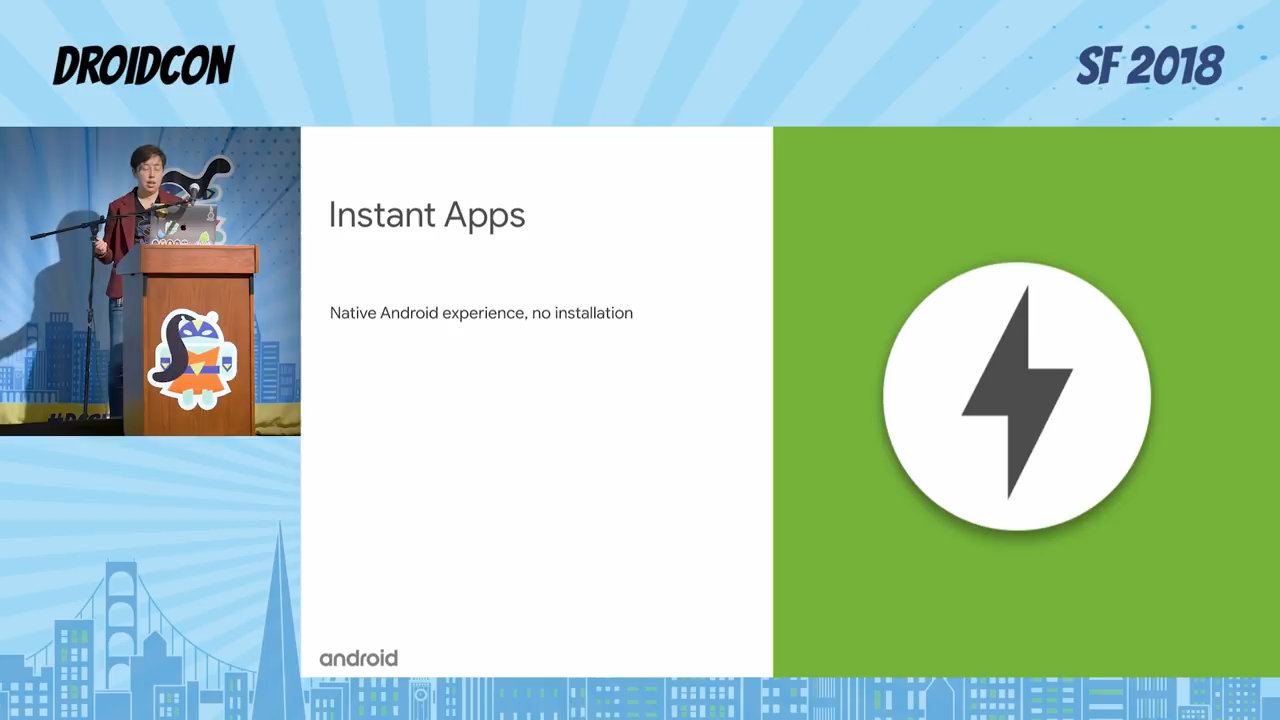 DROIDCON
SF 2018
Instant Apps
Native Android experience, no installation
android